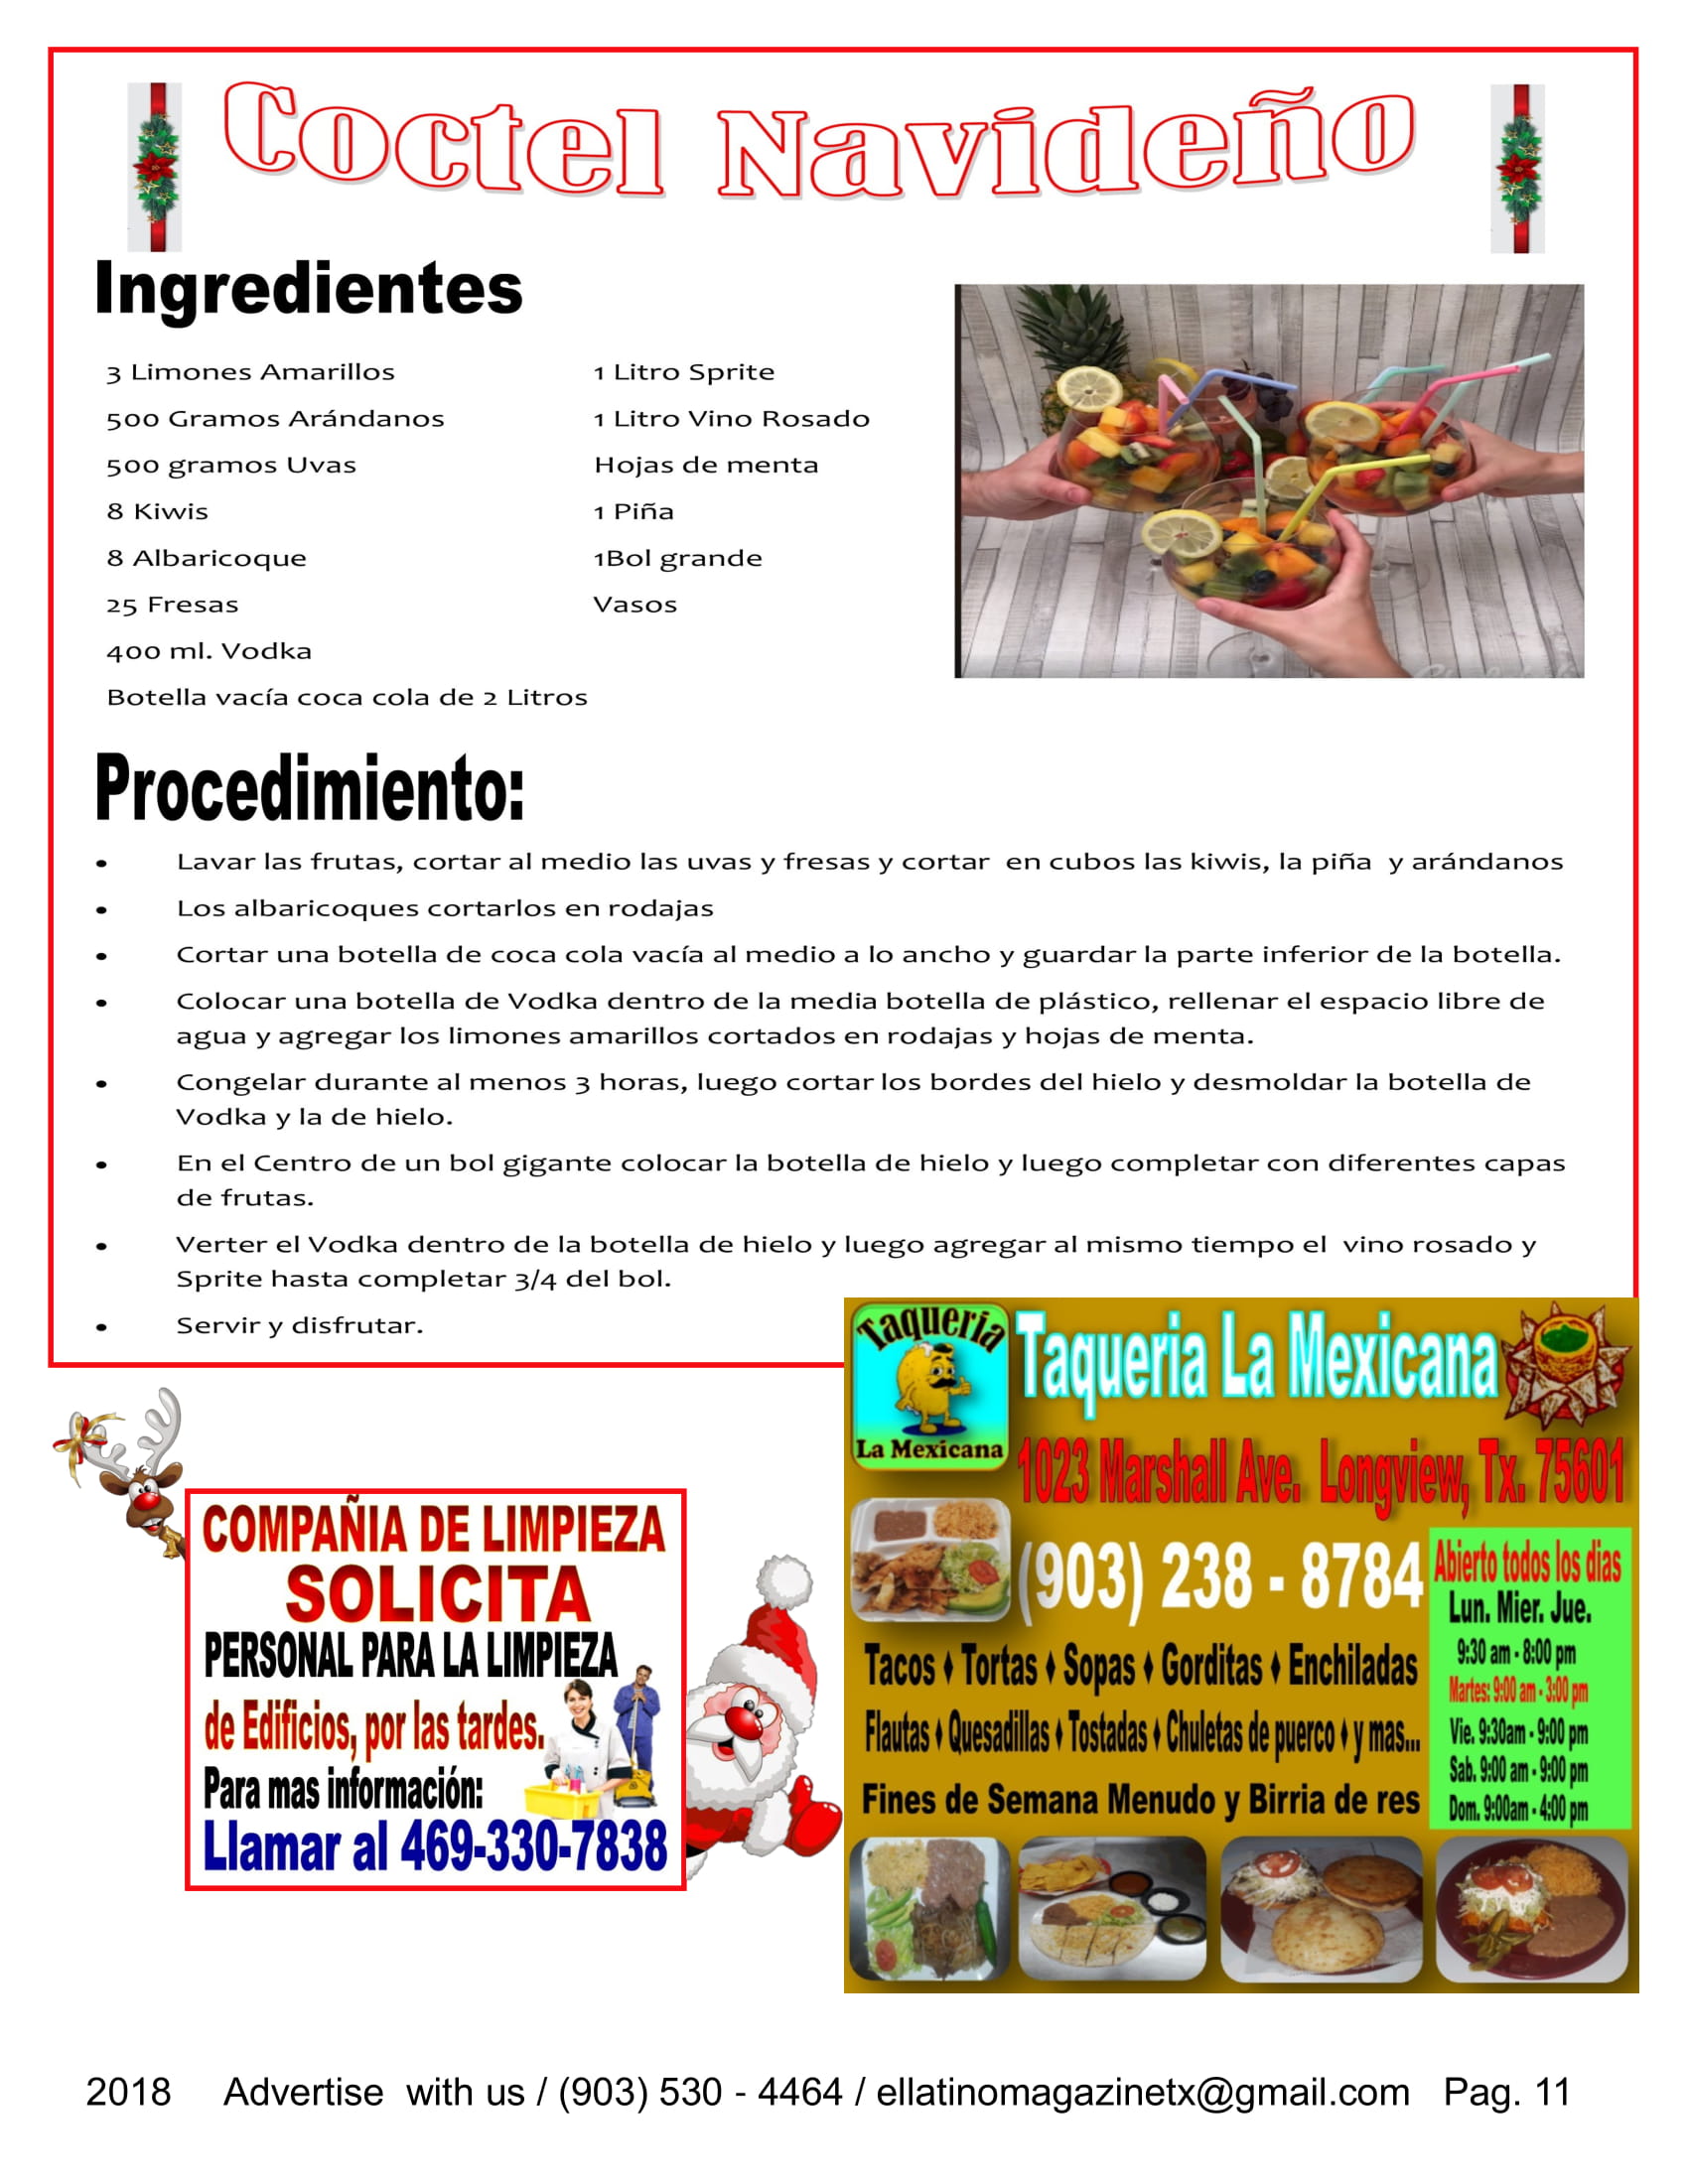 Coctel Navideño
Ingredientes
3 Limones Amarillos
500 Gramos Arándanos
500 gramos Uvas
8 Kiwis
8 Albaricoque
25 Fresas
400 ml. Vodka
Botella vacía coca cola de 2 Litros
1 Litro Sprite
1 Litro Vino Rosado
Hojas de menta
1 Piña
1Bol grande
Vasos
Procedimiento:
• Lavar las frutas, cortar al medio las uvas y fresas y cortar en cubos las kiwis, la piña y arándanos
• Los albaricoques cortarlos en rodajas
• Cortar una botella de coca cola vacía al medio a lo ancho y guardar la parte inferior de la botella.
• Colocar una botella de Vodka dentro de la media botella de plástico, rellenar el espacio libre de
agua y agregar los limones amarillos cortados en rodajas y hojas de menta.
• Congelar durante al menos 3 horas, luego cortar los bordes del hielo y desmoldar la botella de
Vodka y la de hielo.
• En el Centro de un bol gigante colocar la botella de hielo y luego completar con diferentes capas
de frutas.
• Verter el Vodka dentro de la botella de hielo y luego agregar al mismo tiempo el vino rosado y
Sprite hasta completar 3/4 del bol.
• Servir y disfrutar.
COMPAÑIA DE LIMPIEZA
SOLICITA
PERSONAL PARA LA LIMPIEZA
de Edificios, por las tardes.
Para mas información:
Llamar al 469-330-7838
Taqueria
La Mexicana
Taqueria La Mexicana
1023 Marshall Ave. Longview, Tx. 75601
(903) 238 - 8784
Tacos ♦ Tortas ♦ Sopas ♦ Gorditas ♦ Enchiladas
Flautas ♦ Quesadillas ♦ Tostadas ♦ Chuletas de puerco ♦ y mas...
Fines de Semana Menudo y Birria de res
Abierto todos los dias
Lun. Mier. Jue.
9:30 am - 8:00 pm
Martes: 9:00 am - 3:00 pm
Vie. 9:30am - 9:00 pm
Sab. 9:00 am - 9:00 pm
Dom. 9:00am - 4:00 pm
2018 Advertise with us / (903) 530 - 4464 / ellatinomagazinetx@gmail.com Pag. 11